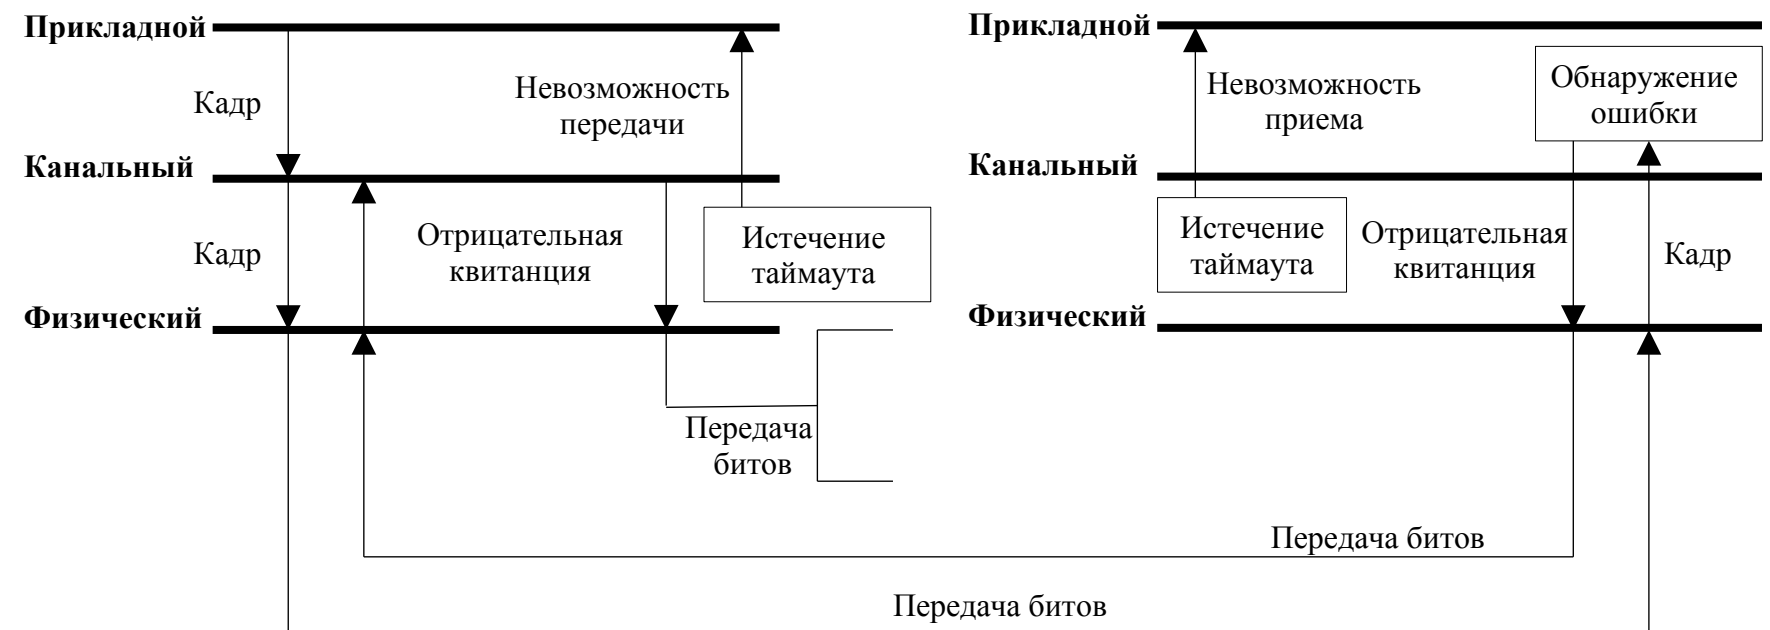 Прикладной
Кадр
Невозможность
передачи
Канальный
Кадр
Отрицательная
квитанция
Истечение
таймаута
Физический
Передача
битов
Прикладной
Невозможность
приема
Обнаружение
ошибки
Канальный
Истечение
таймаута
Отрицательная
квитанция
Кадр
Физический
Передача битов
Передача битов